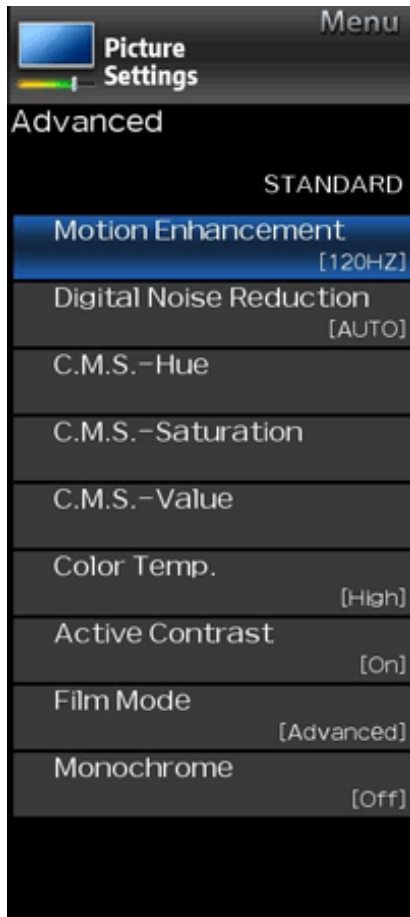 Menu
Picture
Settings
Advanced
STANDARD
Motion Enhancement
[120HZ]
Digital Noise Reduction
[AUTO]
C.M.S.-Hue
C.M.S.-Saturation
C.M.S.-Value
Color Temp.
[High]
Active Contrast
[On]
Film Mode
[Advanced]
Monochrome
[Off]